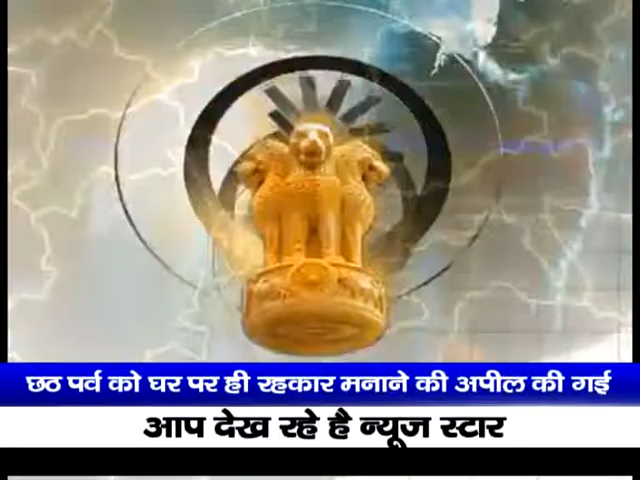 छठ पर्व को घर पर ही रहकार मनाने की अपील की गई
आप देख रहे है न्यूज स्टार